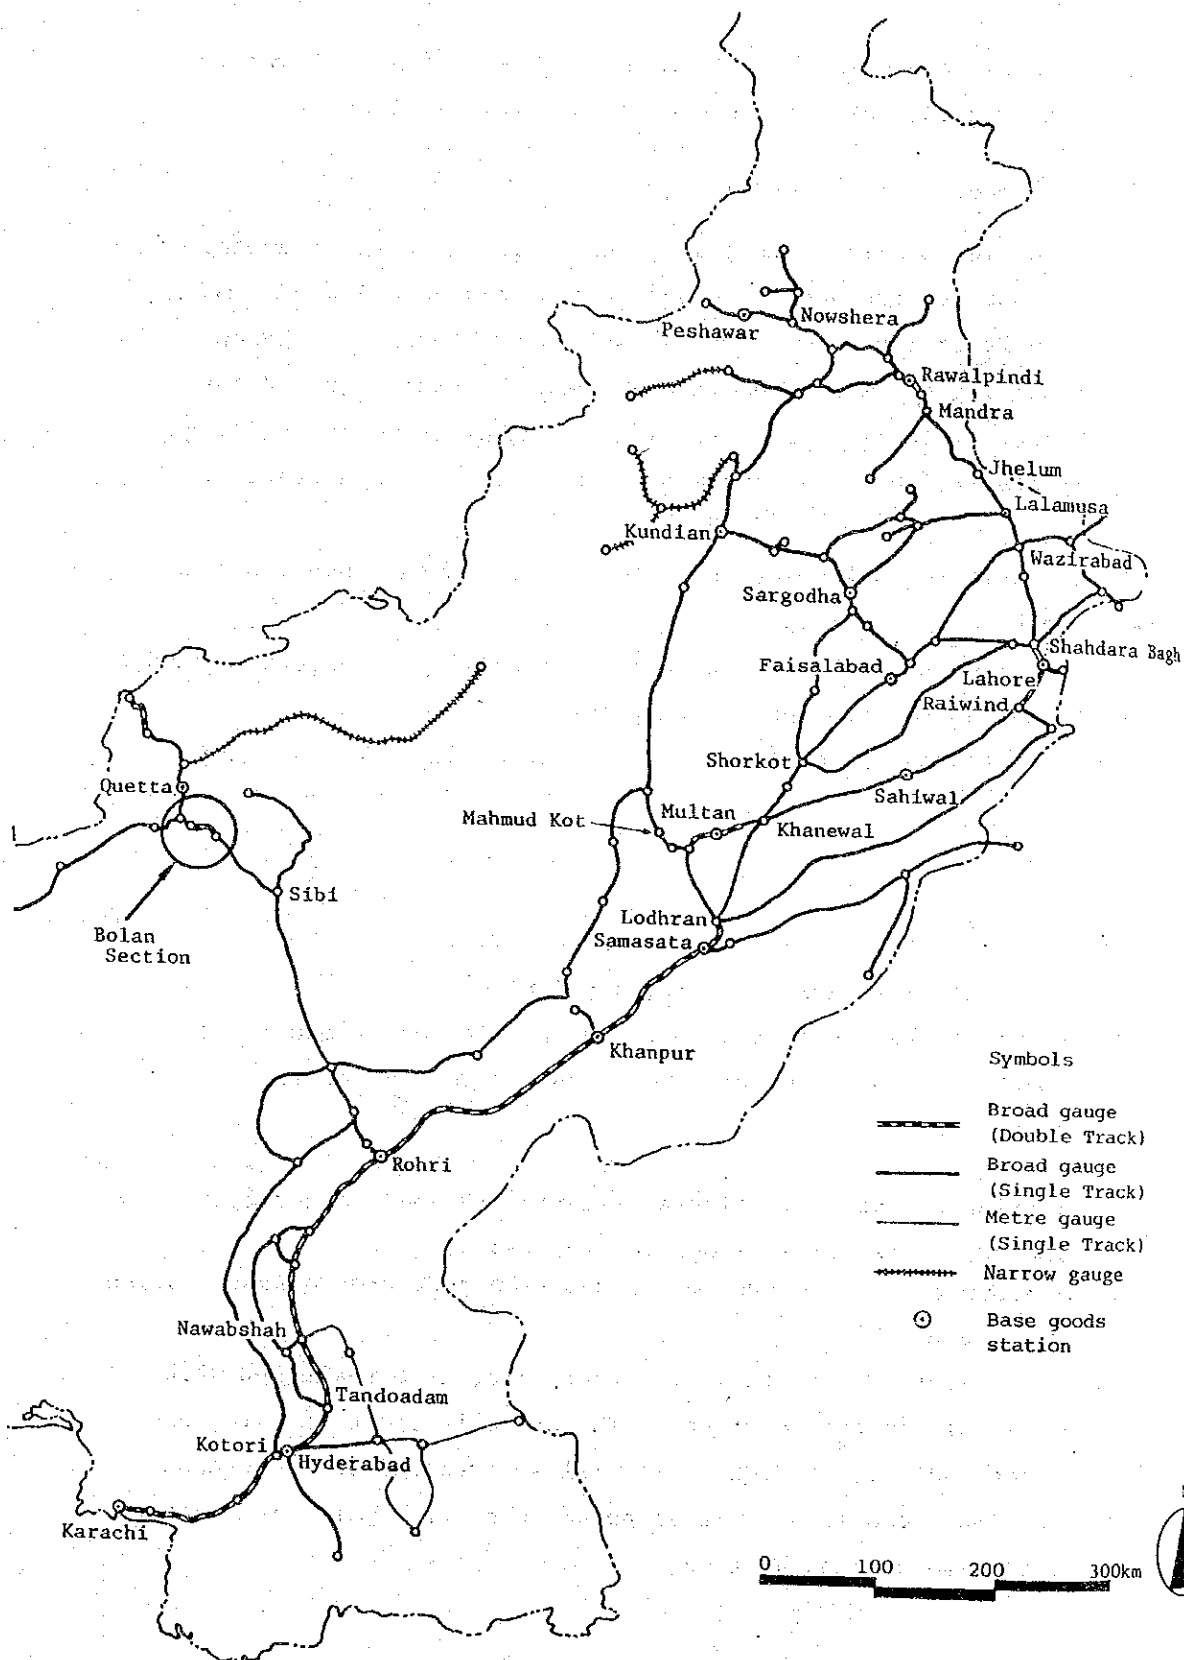 Nowshera
Peshawar
Rawalpindi
Mandra
Jhelum
Lalamusa
Kundian
Wazirabad
Sargodha
Shahdara Bagh
Faisalabad
Lahore
Raiwind
Shorkot
Quetta
Sahiwal
Multan
Mahmud Kot
Khanewal
Sibi
Lodhran
Bolan
Section
Samasata
Khanpur
Symbols
Broad gauge
(Double Track)
Broad gauge
(Single Track)
Rohri
Metre gauge
(Single Track)
Narrow gauge
Base goods
station
Nawabshah
Tandoadam
Kotori
Hyderabad
Karachi
0 100 200 300km